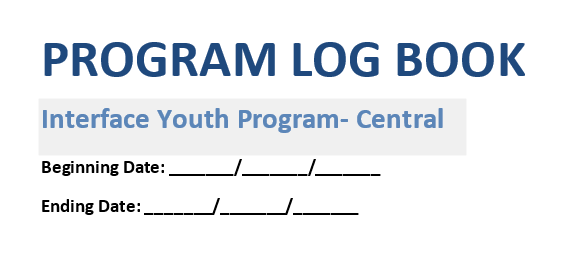 PROGRAM LOG BOOK
Interface Youth Program- Central
Beginning Date: _______/_______/_______
Ending Date: _______/_______/_______